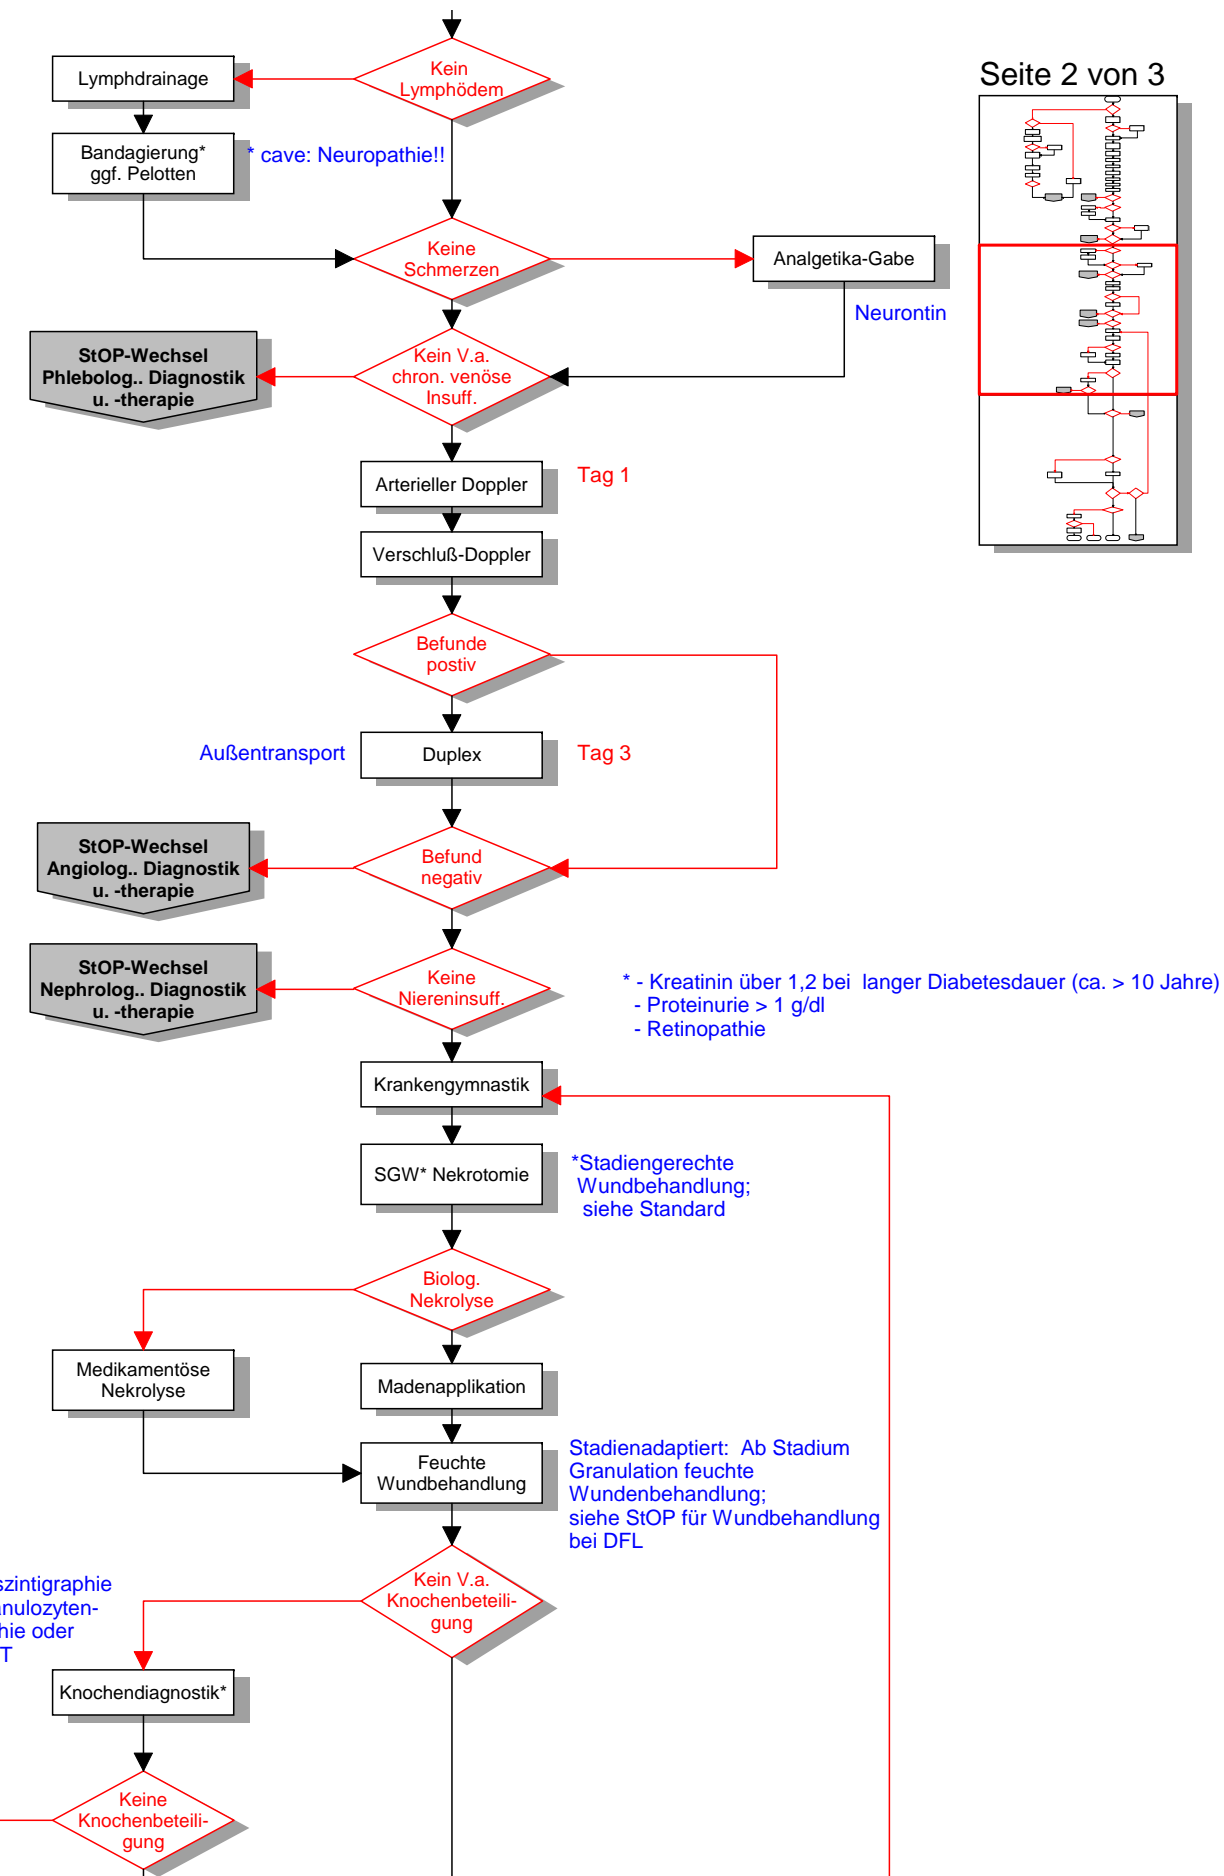 Kein
Lymphödem
Lymphdrainage
Seite 2 von 3
Bandagierung*
ggf. Pelotten
* cave: Neuropathie!!
Keine
Schmerzen
Analgetika-Gabe
Neurontin
StOP-Wechsel
Phlebolog.. Diagnostik
u. -therapie
Kein V.a.
chron. venöse
Insuff.
Arterieller Doppler
Tag 1
Verschluß-Doppler
Befunde
postiv
Außentransport
Duplex
Tag 3
StOP-Wechsel
Angiolog.. Diagnostik
u. -therapie
Befund
negativ
StOP-Wechsel
Nephrolog.. Diagnostik
u. -therapie
Keine
Niereninsuff.
* - Kreatinin über 1,2 bei langer Diabetesdauer (ca. > 10 Jahre)
- Proteinurie > 1 g/dl
- Retinopathie
Krankengymnastik
SGW* Nekrotomie
*Stadiengerechte
Wundbehandlung;
siehe Standard
Biolog.
Nekrolyse
Medikamentöse
Nekrolyse
Madenapplikation
Feuchte
Wundbehandlung
Stadienadaptiert: Ab Stadium
Granulation feuchte
Wundenbehandlung;
siehe StOP für Wundbehandlung
bei DFL
Kein V.a.
Knochenbeteili-
gung
szintigraphie
anulozyten-
hie oder
T
Knochendiagnostik*
Keine
Knochenbeteili-
gung